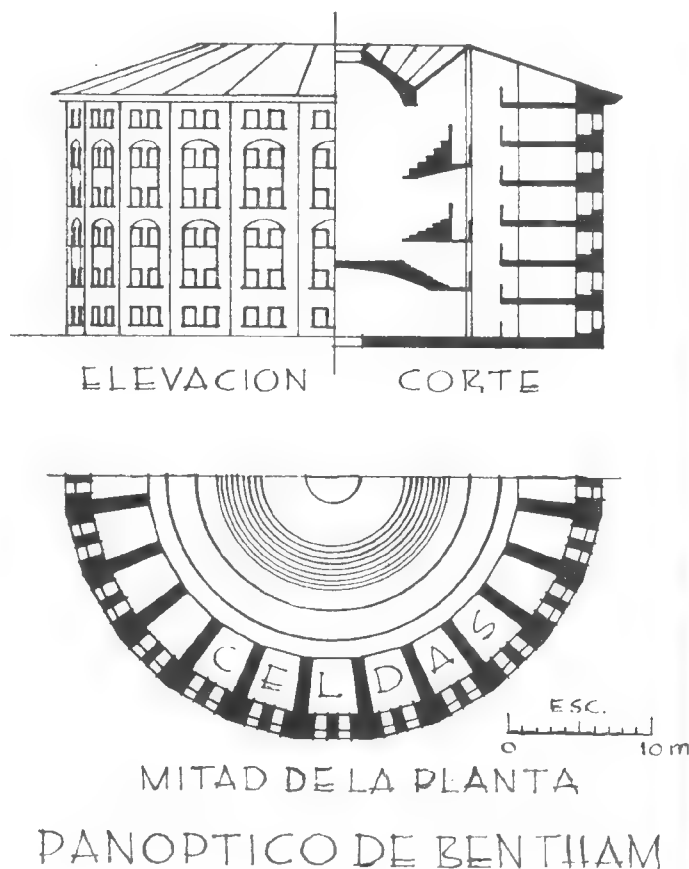 ELEVACION CORTE
CELDAS
ESC.
0 10 m
MITAD DE LA PLANTA
PANOPTICO DE BENTHAM